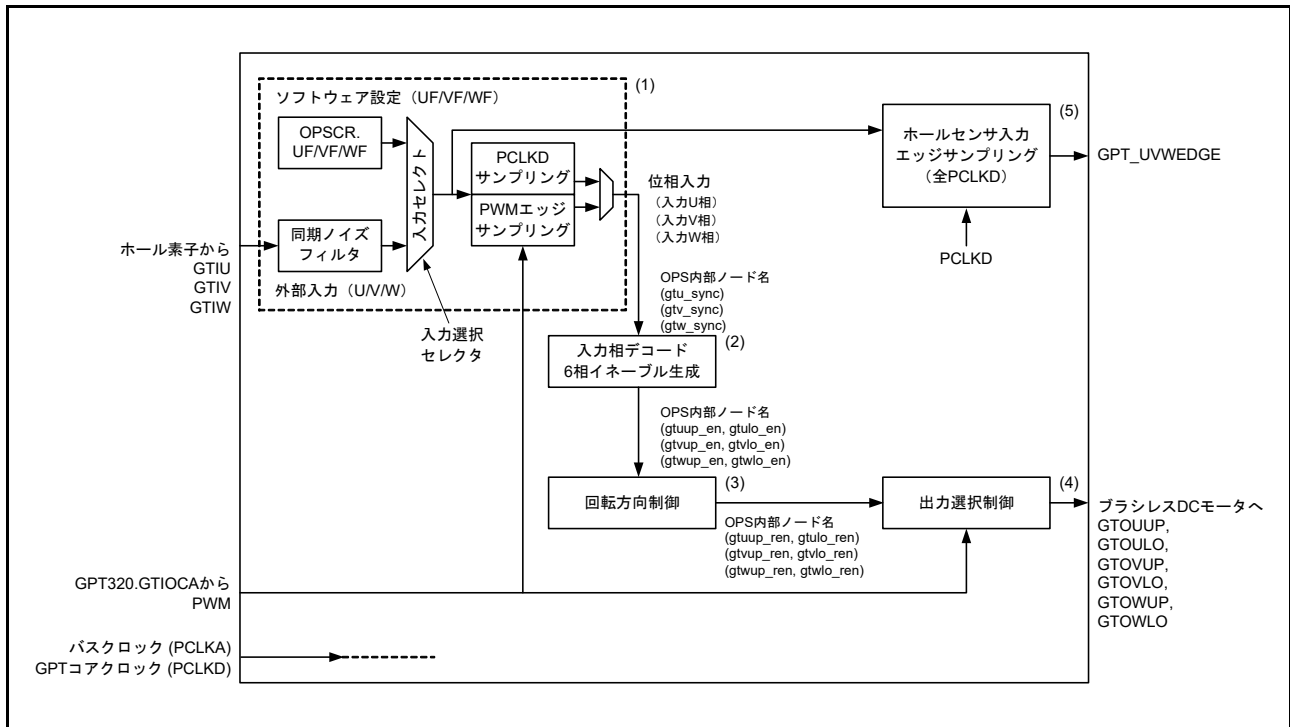 (1)
ソフトウェア設定（UF/VF/WF）
OPSCR.
UF/VF/WF
入力セレクト
PCLKD
サンプリング
PWMエッジ
サンプリング
同期ノイズ
フィルタ
外部入力（U/V/W）
ホール素子から
GTIU
GTIV
GTIW
入力選択
セレクタ
位相入力
（入力U相）
（入力V相）
（入力W相）
(5)
ホールセンサ入力
エッジサンプリング
（全PCLKD）
GPT_UVWEDGE
PCLKD
OPS内部ノード名
(gtu_sync)
(gtv_sync)
(gtw_sync)
(2)
入力相デコード
6相イネーブル生成
OPS内部ノード名
(gtuup_en, gtulo_en)
(gtvup_en, gtvlo_en)
(gtwup_en, gtwlo_en)
(3)
回転方向制御
OPS内部ノード名
(gtuup_ren, gtulo_ren)
(gtvup_ren, gtvlo_ren)
(gtwup_ren, gtwlo_ren)
(4)
出力選択制御
ブラシレスDCモータへ
GTOUUP,
GTOULO,
GTOVUP,
GTOVLO,
GTOWUP,
GTOWLO
GPT320.GTIOCAから
PWM
バスクロック (PCLKA)
GPTコアクロック (PCLKD)